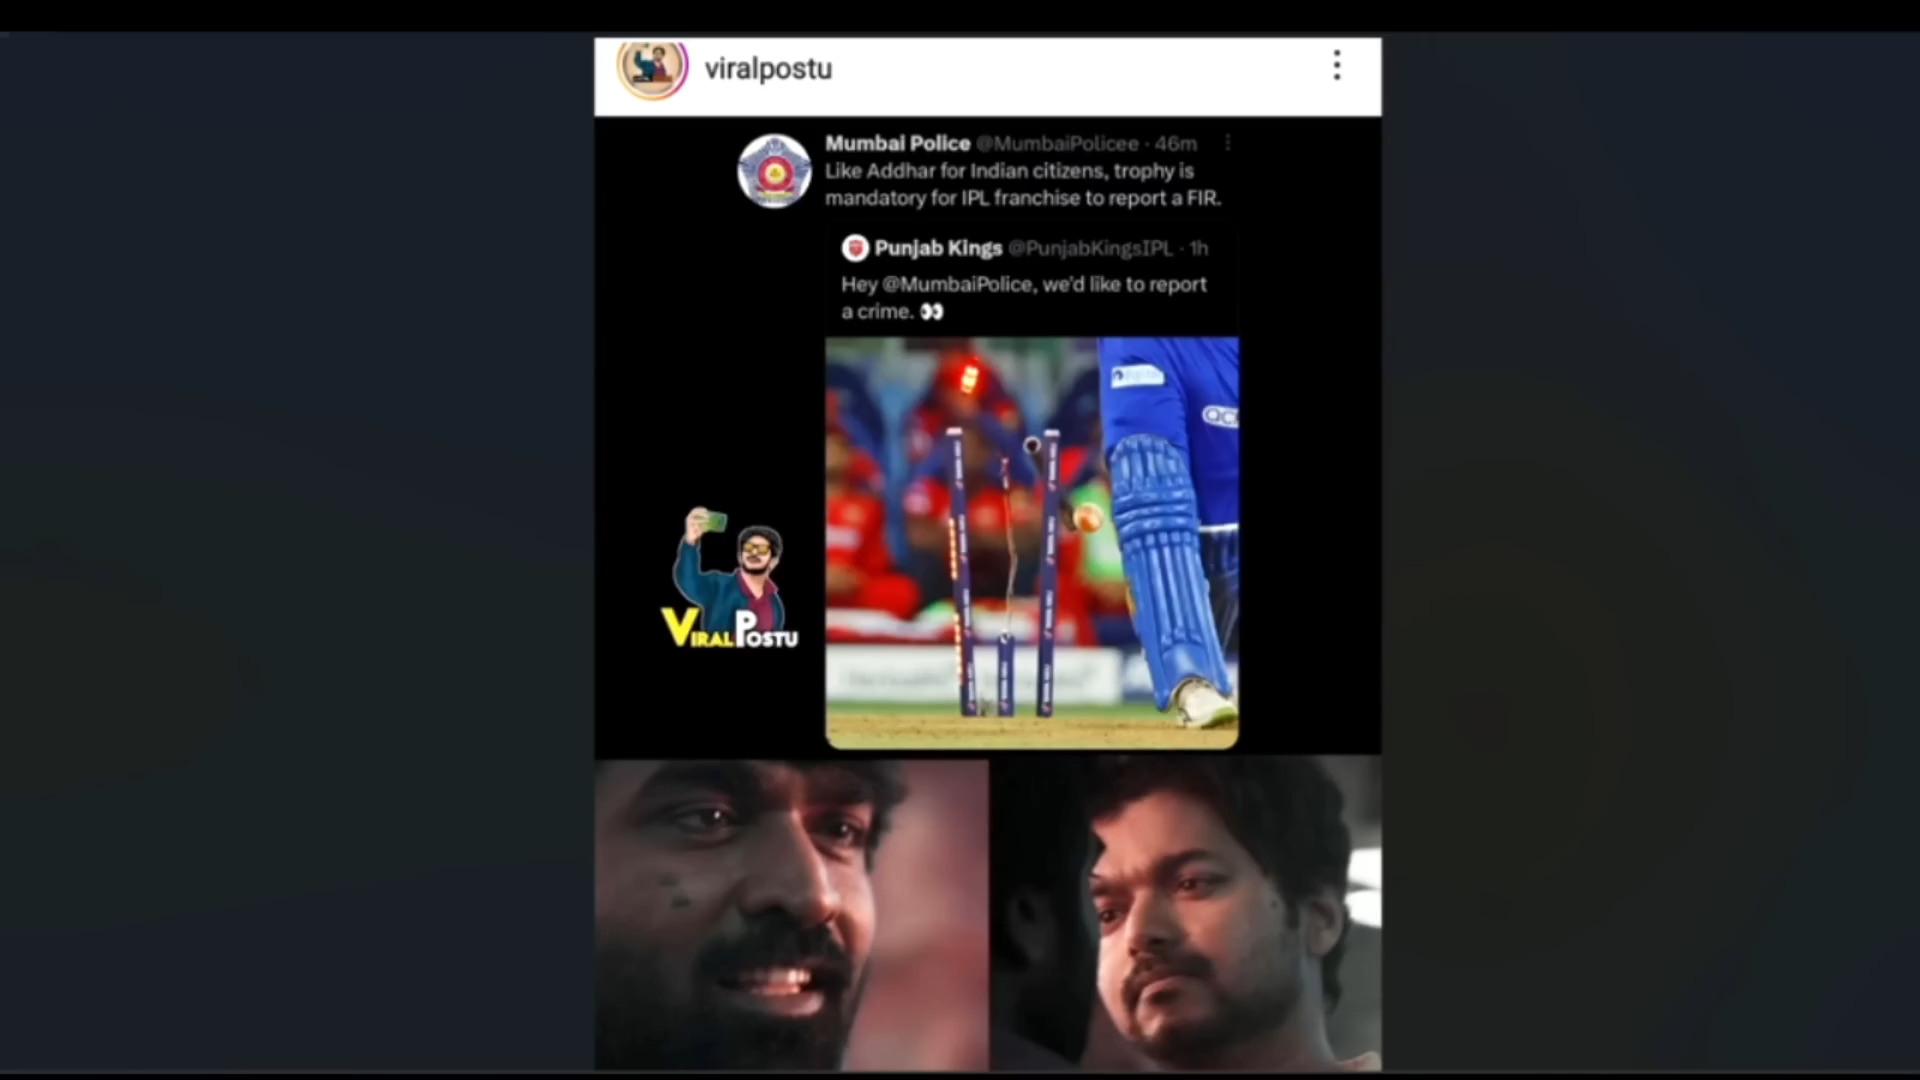 viralpostu
Mumbai Police @MumbaiPolicee · 46m
Like Addhar for Indian citizens, trophy is
mandatory for IPL franchise to report a FIR.
Punjab Kings @PunjabKingsIPL · 1h
Hey @MumbaiPolice, we'd like to report
a crime. 👀
VIRALPOSTU